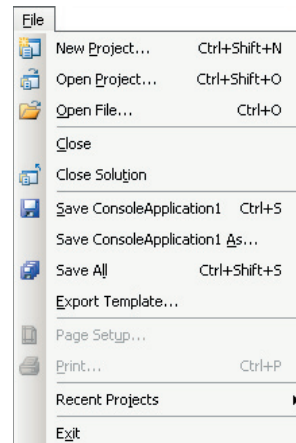 File
New Project... Ctrl+Shift+N
Open Project... Ctrl+Shift+O
Open File... Ctrl+O
Close
Close Solution
Save ConsoleApplication1 Ctrl+S
Save ConsoleApplication1 As...
Save All Ctrl+Shift+S
Export Template...
Page Setup...
Print... Ctrl+P
Recent Projects
Exit